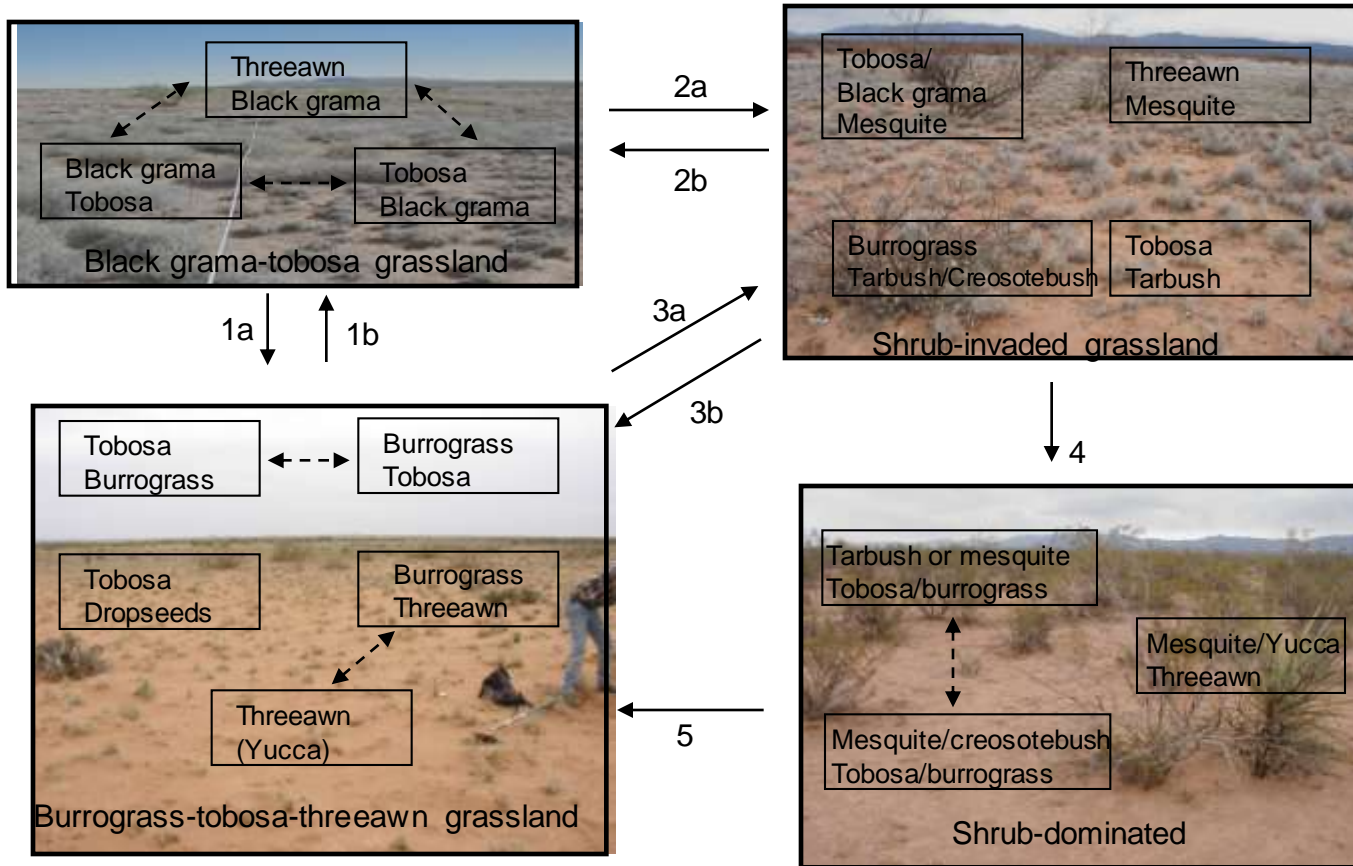 Threeawn
Black grama
Black grama
Tobosa
Tobosa
Black grama
Black grama-tobosa grassland
2a
2b
Tobosa/
Black grama
Mesquite
Threeawn
Mesquite
Burrograss
Tarbush/Creosotebush
Tobosa
Tarbush
Shrub-invaded grassland
1a
1b
3a
3b
4
Tobosa
Burrograss
Burrograss
Tobosa
Tobosa
Dropseeds
Burrograss
Threeawn
Threeawn
(Yucca)
Burrograss-tobosa-threeawn grassland
5
Tarbush or mesquite
Tobosa/burrograss
Mesquite/Yucca
Threeawn
Mesquite/creosotebush
Tobosa/burrograss
Shrub-dominated